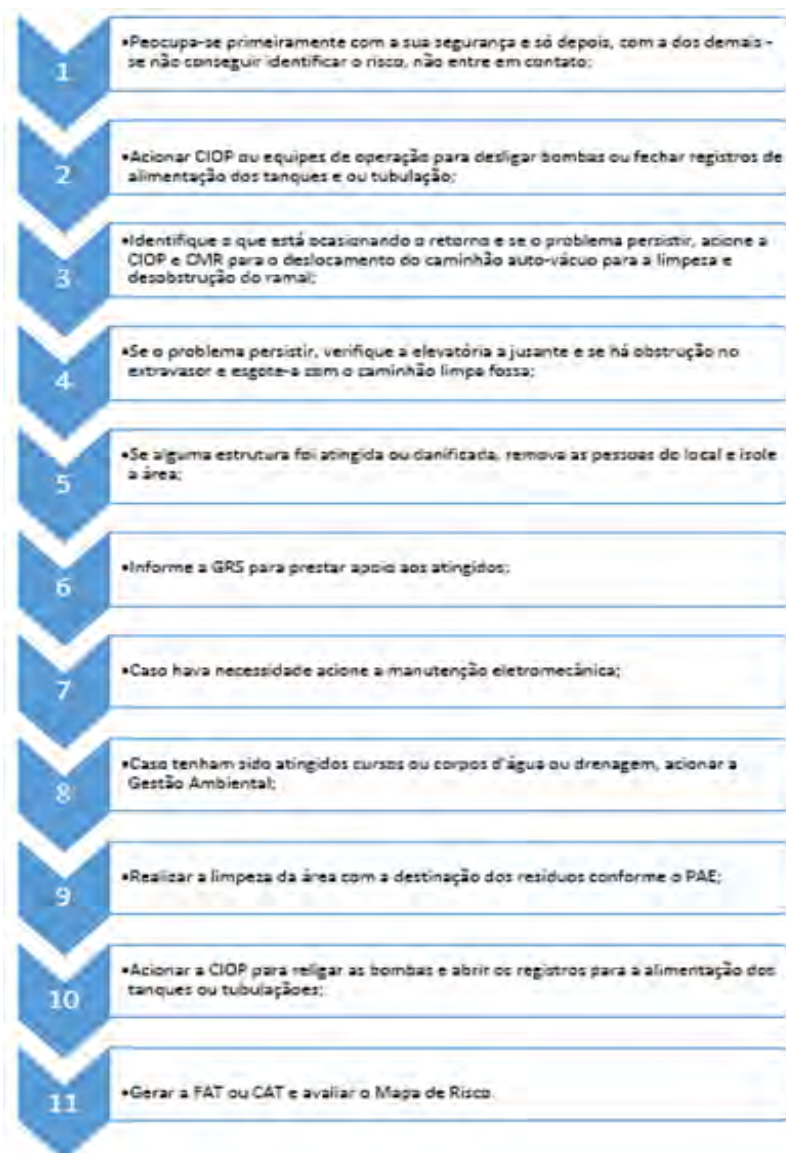 1
•Peocupa-se primeiramente com a sua segurança e só depois, com a dos demais -
se não conseguir identificar o risco, não entre em contato;
2
•Acionar CIOP ou equipes de operação para desligar bombas ou fechar registros de
alimentação dos tanques e ou tubulação;
3
•Identifique o que está ocasionando o retorno e se o problema persistir, acione a
CIOP e CMR para o deslocamento do caminhão auto-vácuo para a limpeza e
desobstrução do ramal;
4
•Se o problema persistir, verifique a elevatória a jusante e se há obstrução no
extravasor e esgote-a com o caminhão limpa fossa;
5
•Se alguma estrutura foi atingida ou danificada, remova as pessoas do local e isole
a área;
6
•Informe a GRS para prestar apoio aos atingidos;
7
•Caso hava necessidade acione a manutenção eletromecânica;
8
•Caso tenham sido atingidos cursos ou corpos d'água ou drenagem, acionar a
Gestão Ambiental;
9
•Realizar a limpeza da área com a destinação dos resíduos conforme o PAE;
10
•Acionar a CIOP para religar as bombas e abrir os registros para a alimentação dos
tanques ou tubulaçãoes;
11
•Gerar a FAT ou CAT e avaliar o Mapa de Risco.